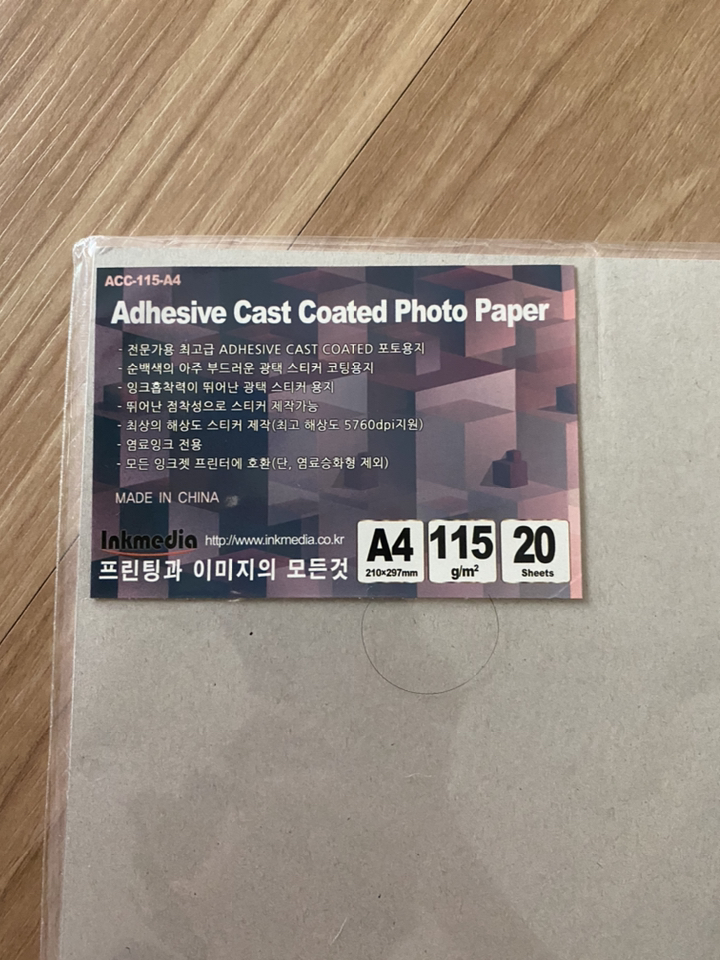 ACC-115-A4
Adhesive Cast Coated Photo Paper
- 전문가용 최고급 ADHESIVE CAST COATED 포토용지
- 순백색의 아주 부드러운 광택 스티커 코팅용지
- 잉크흡착력이 뛰어난 광택 스티커 용지
- 뛰어난 점착성으로 스티커 제작가능
- 최상의 해상도 스티커 제작(최고 해상도 5760dpi지원)
- 염료잉크 전용
- 모든 잉크젯 프린터에 호환(단, 염료승화형 제외)
MADE IN CHINA
Inkmedia http://www.inkmedia.co.kr
프린팅과 이미지의 모든것
A4
210×297mm
115
g/m²
20
Sheets